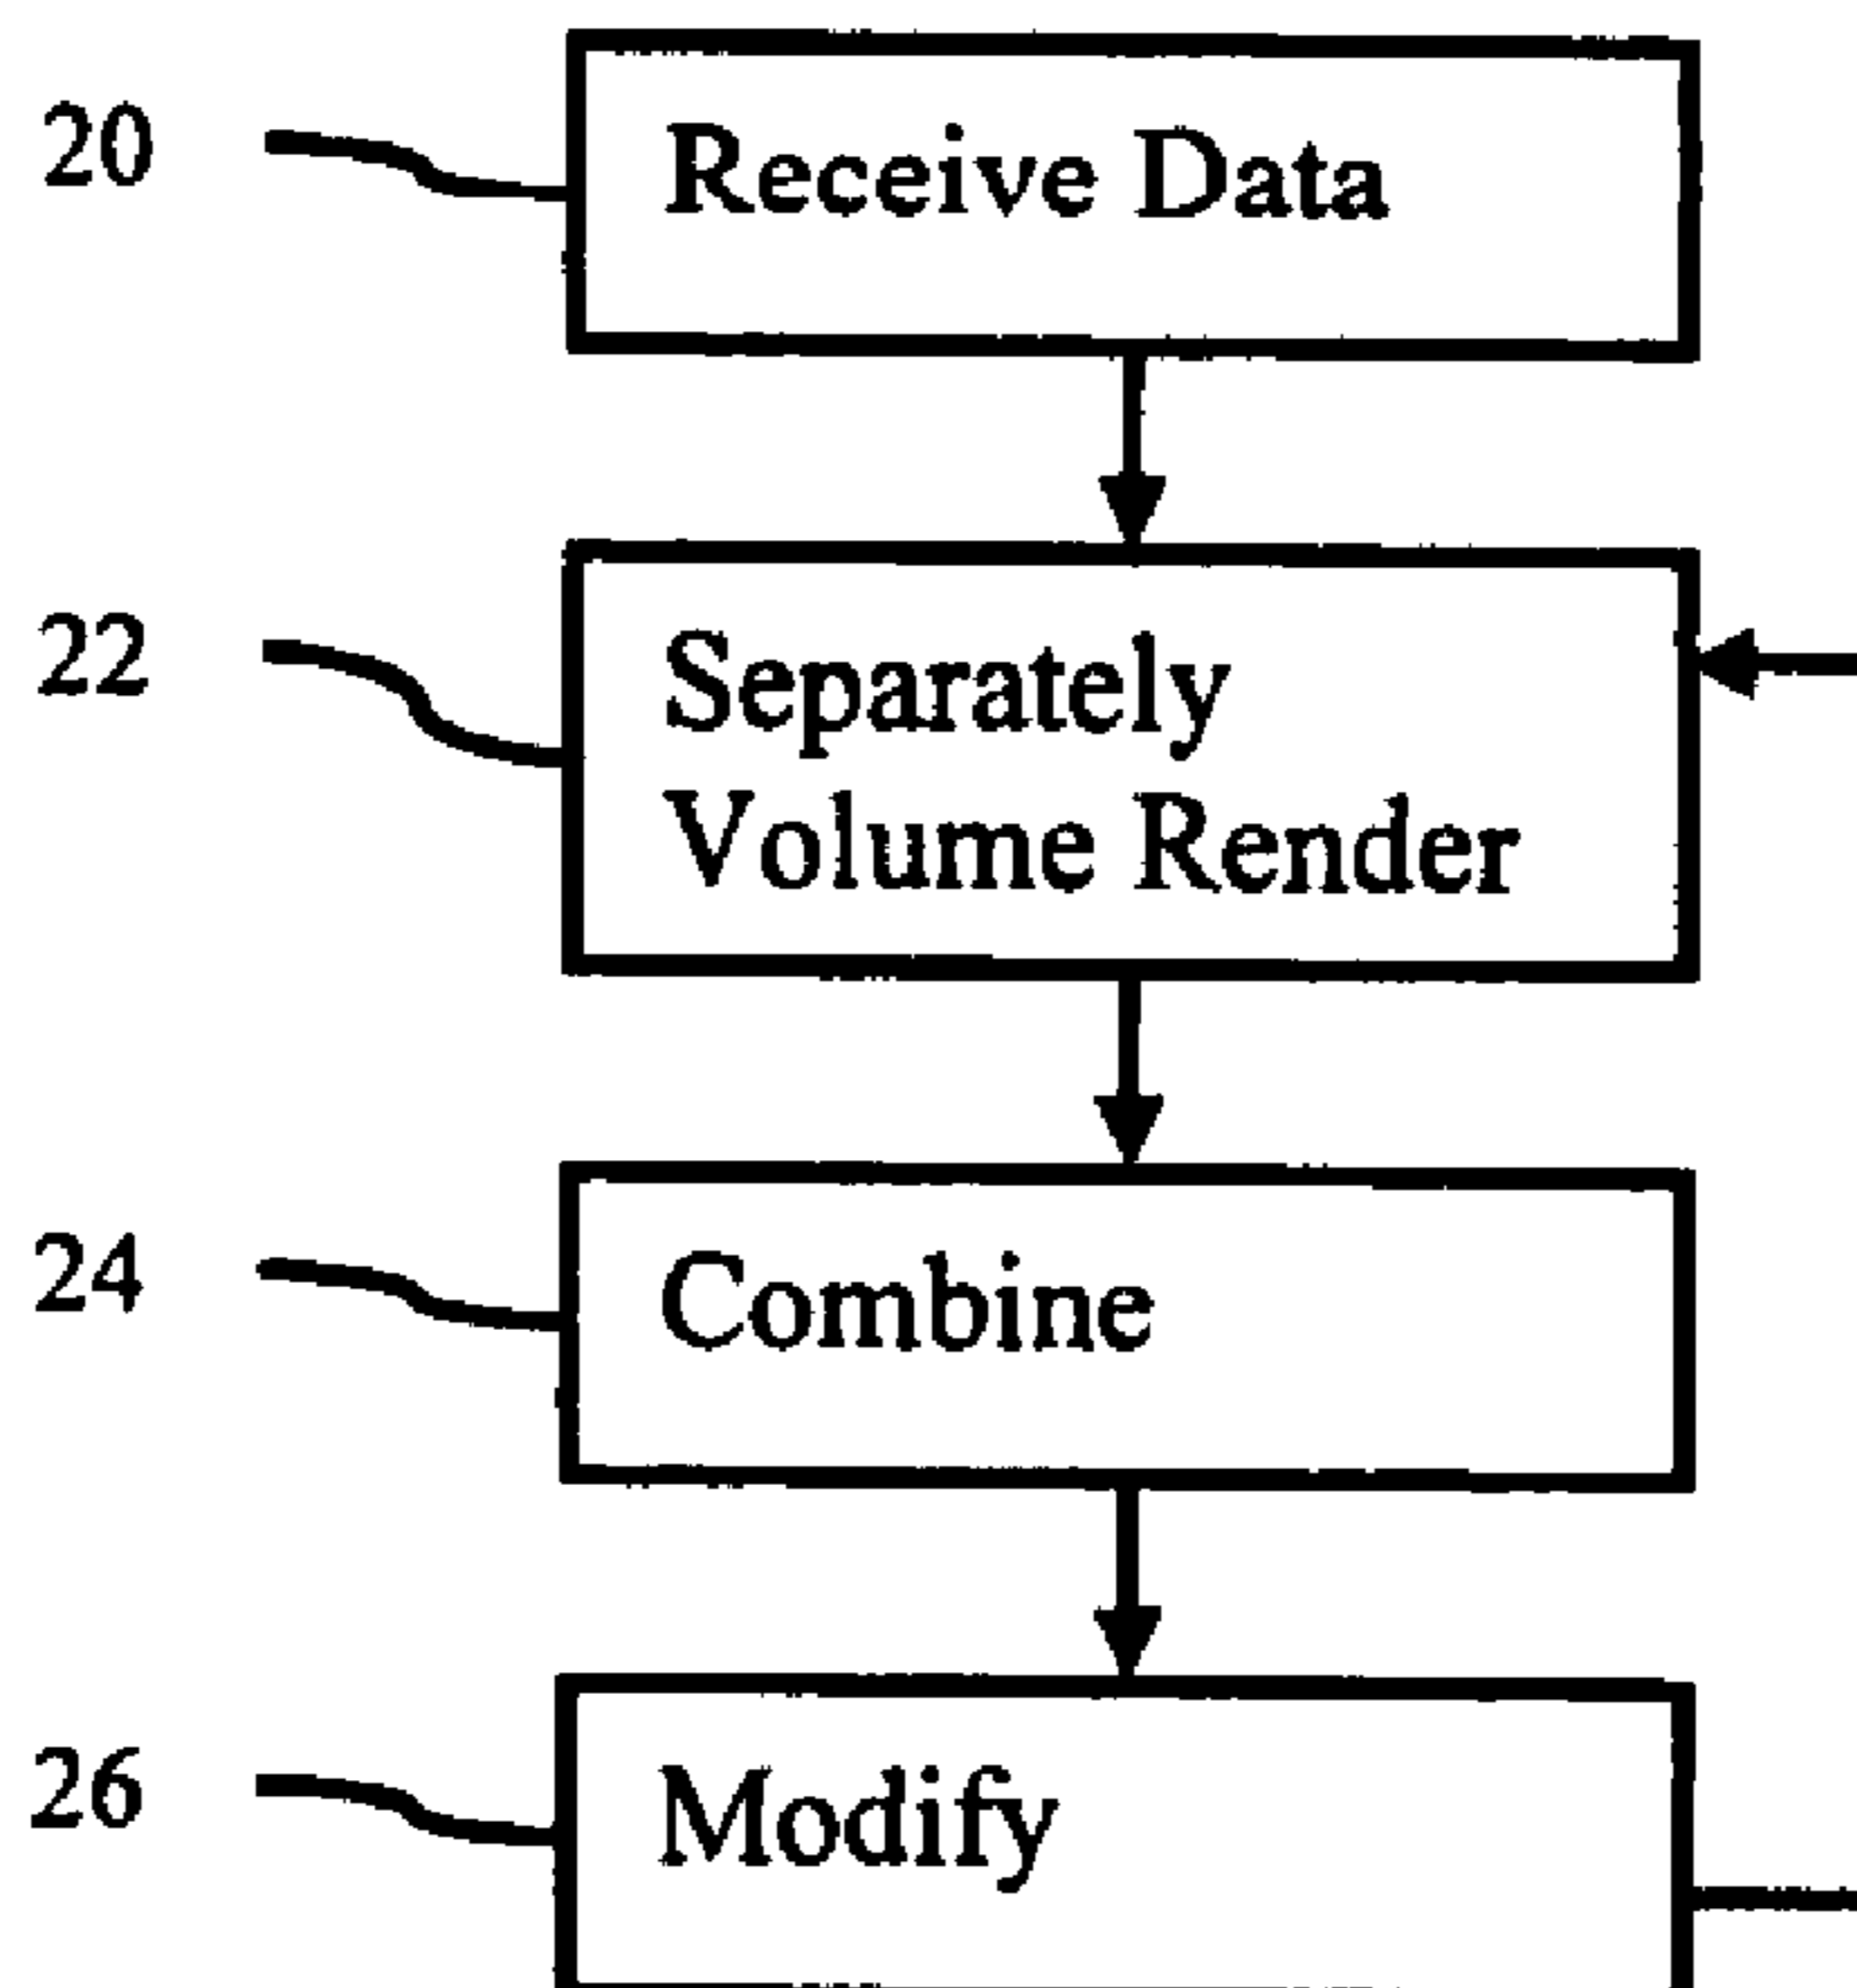 20
Receive Data
22
Separately
Volume Render
24
Combine
26
Modify